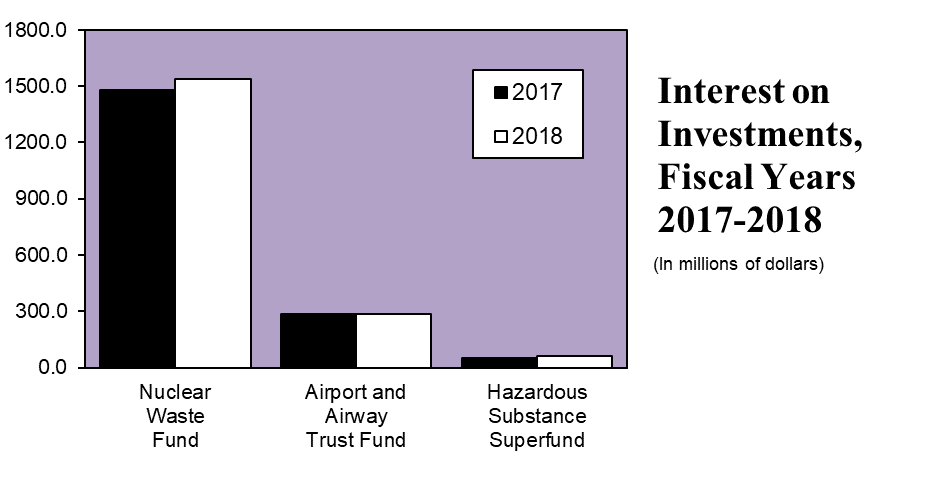 1800.0
1500.0
1200.0
900.0
600.0
300.0
0.0
2017
2018
Nuclear
Waste
Fund
Airport and
Airway
Trust Fund
Hazardous
Substance
Superfund
Interest on
Investments,
Fiscal Years
2017-2018
(In millions of dollars)